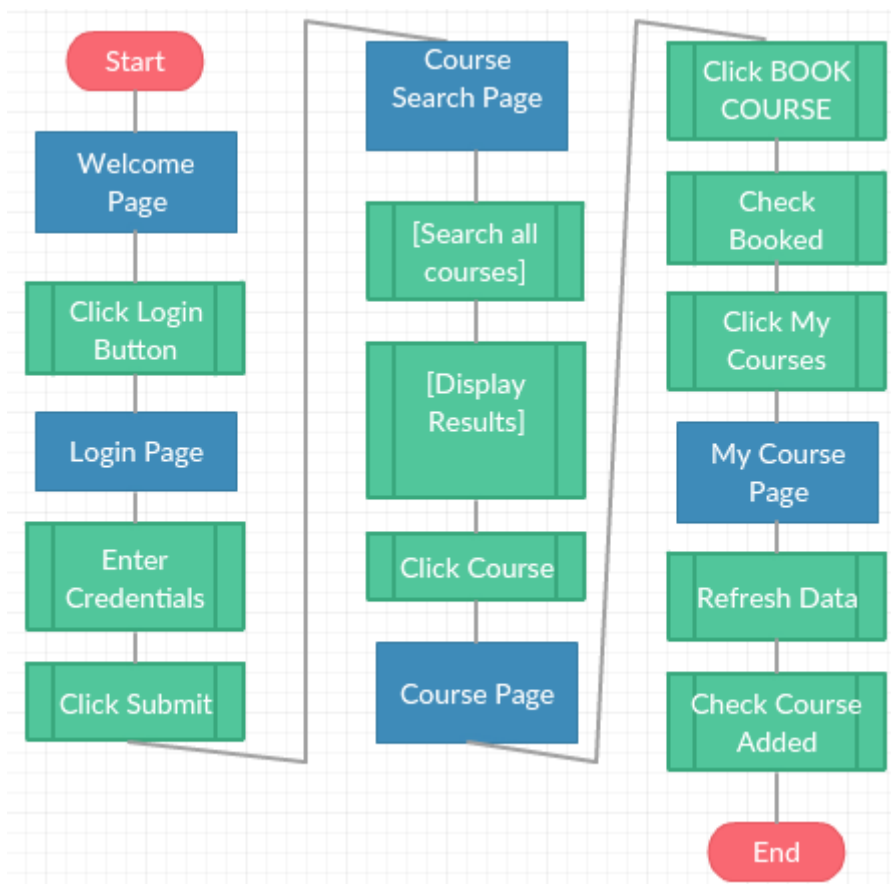 Start
Welcome
Page
Click Login
Button
Login Page
Enter
Credentials
Click Submit
Course
Search Page
[Search all
courses]
[Display
Results]
Click Course
Course Page
Click BOOK
COURSE
Check
Booked
Click My
Courses
My Course
Page
Refresh Data
Check Course
Added
End